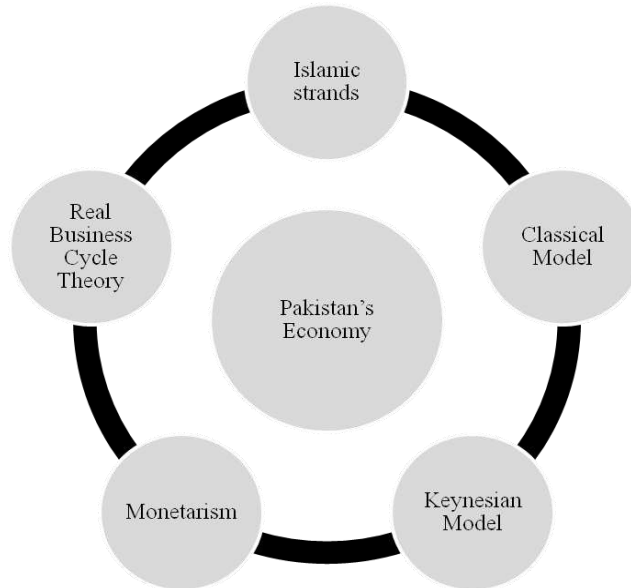 Islamic
strands
Real
Business
Cycle
Theory
Classical
Model
Pakistan’s
Economy
Monetarism
Keynesian
Model